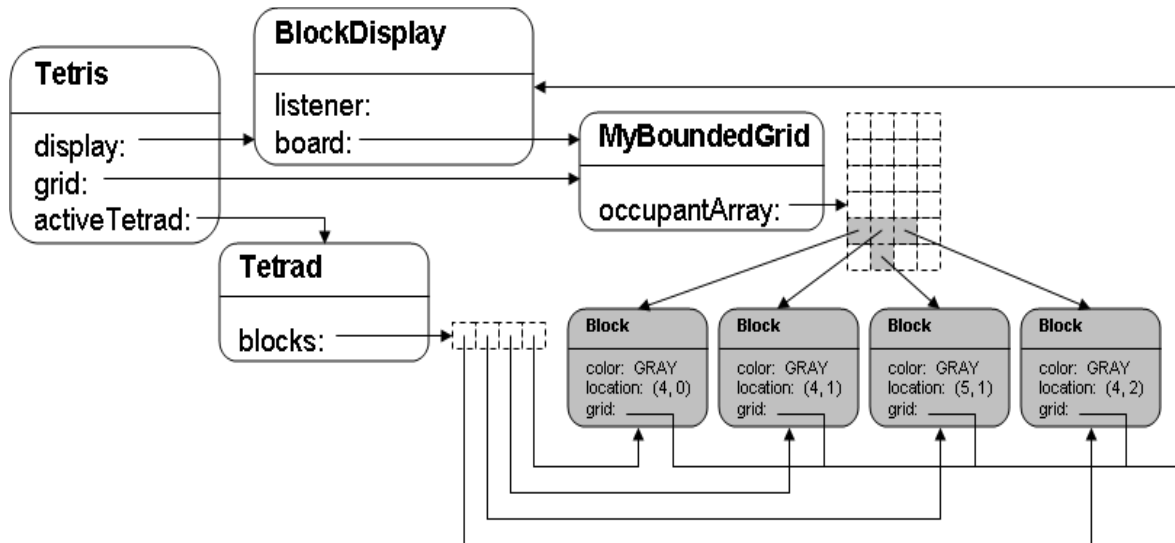 BlockDisplay
listener:
board:
Tetris
display:
grid:
activeTetrad:
MyBoundedGrid
occupantArray:
Tetrad
blocks:
Block
color: GRAY
location: (4, 0)
grid:
Block
color: GRAY
location: (4, 1)
grid:
Block
color: GRAY
location: (5, 1)
grid:
Block
color: GRAY
location: (4, 2)
grid: